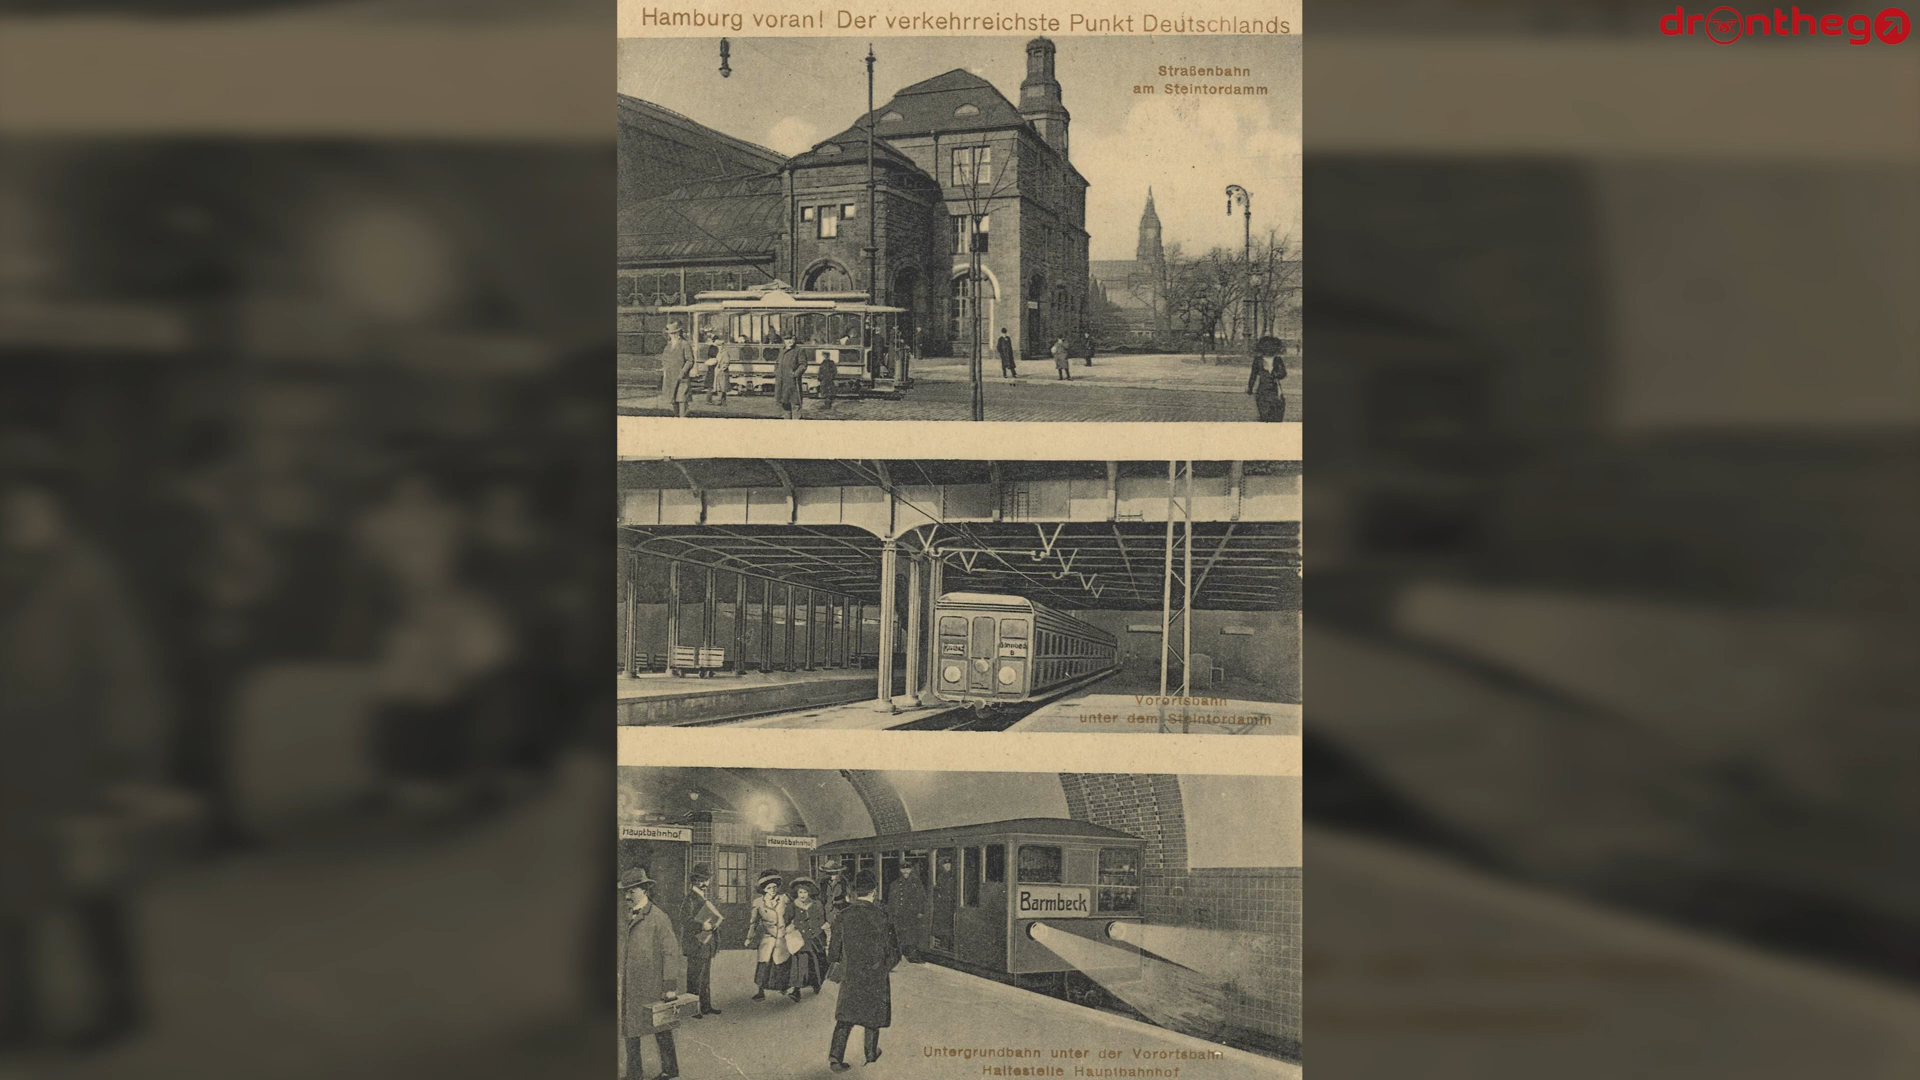 Hamburg voran! Der verkehrreichste Punkt Deutschlands
dronthego
Straßenbahn
am Steintordamm
Vorortsbahn
unter dem Steintordamm
Hauptbahnhof
Hauptbahnhof
Barmbeck
Untergrundbahn unter der Vorortsbahn
Haltestelle Hauptbahnhof